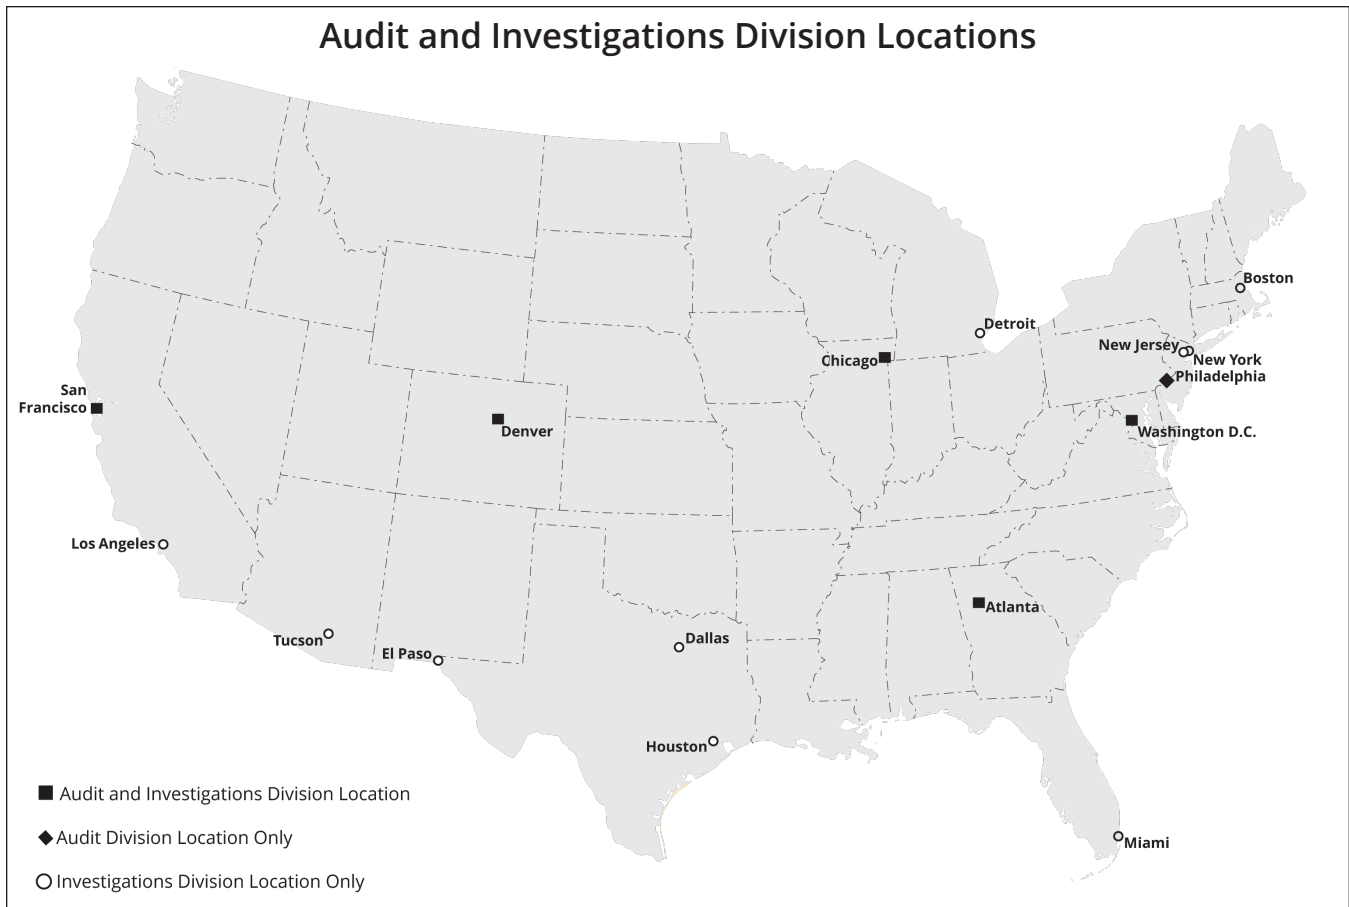 Audit and Investigations Division Locations
Boston
Detroit
New Jersey
New York
Chicago
Philadelphia
San
Francisco
Denver
Washington D.C.
Los Angeles
Atlanta
Tucson
Dallas
El Paso
Houston
Audit and Investigations Division Location
Audit Division Location Only
Miami
Investigations Division Location Only